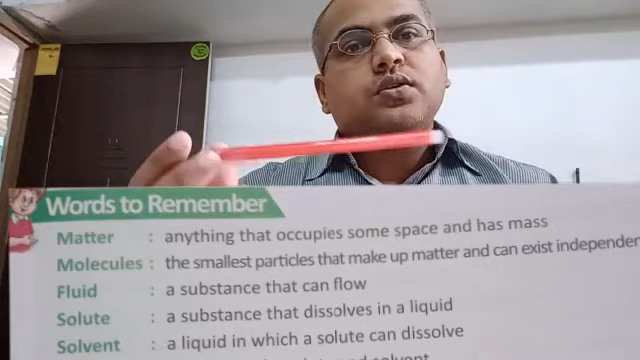 Words to Remember
Matter : anything that occupies some space and has mass
Molecules : the smallest particles that make up matter and can exist
Fluid : a substance that can flow
Solute : a substance that dissolves in a liquid
Solvent : a liquid in which a solute can dissolve
solvent